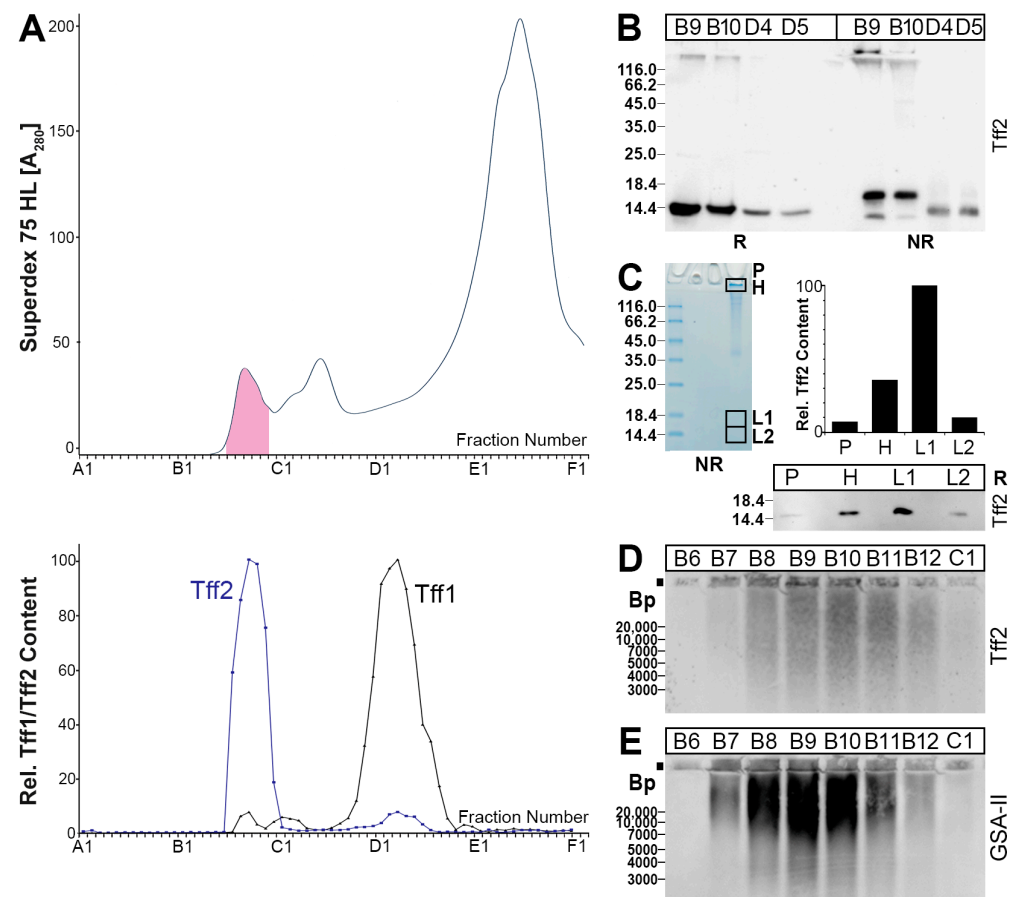 A
Superdex 75 HL [A280]
200
150
100
50
0
Fraction Number
A1 B1 C1 D1 E1 F1
Rel. Tff1/Tff2 Content
100
80
60
40
20
0
Tff2
Tff1
Fraction Number
A1 B1 C1 D1 E1 F1
B
B9 B10 D4 D5 B9 B10 D4 D5
116.0
66.2
45.0
35.0
25.0
18.4
14.4
Tff2
R NR
C
P
H
116.0
66.2
45.0
35.0
25.0
18.4
14.4
L1
L2
NR
Rel. Tff2 Content
100
0
P H L1 L2
P H L1 L2 R
18.4
14.4
Tff2
D
B6 B7 B8 B9 B10 B11 B12 C1
Bp
20,000
10,000
7000
5000
4000
3000
Tff2
E
B6 B7 B8 B9 B10 B11 B12 C1
Bp
20,000
10,000
7000
5000
4000
3000
GSA-II